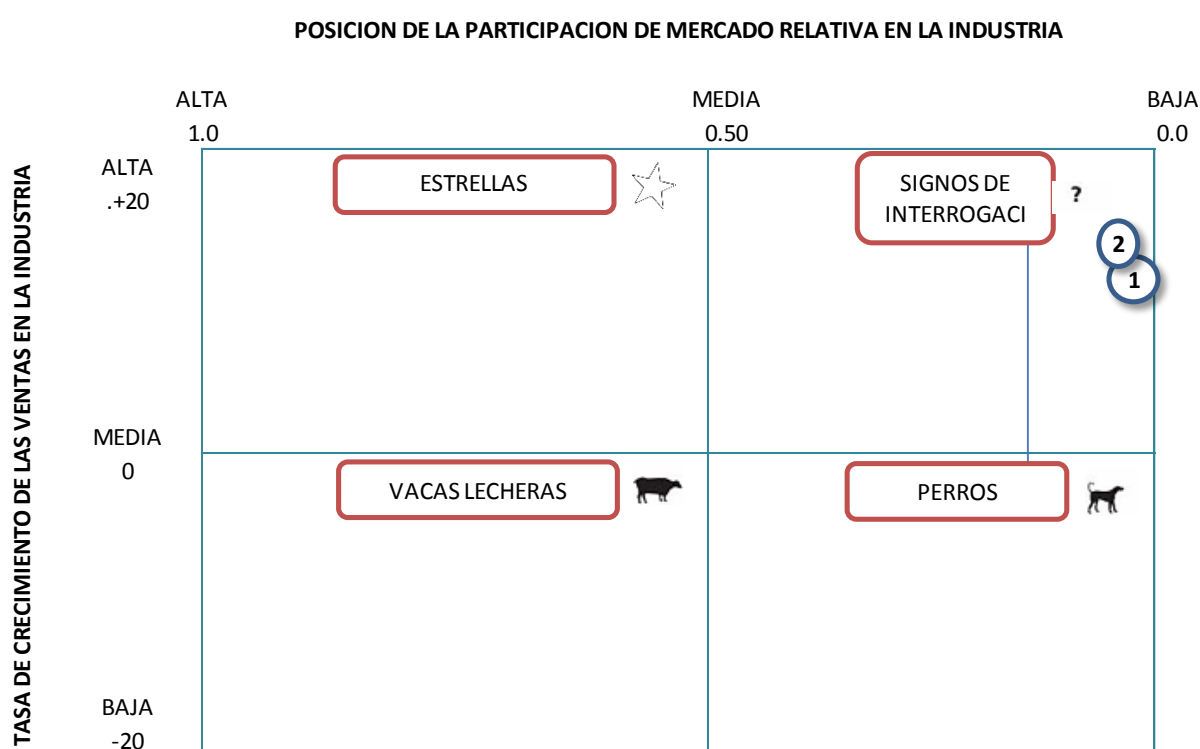 POSICION DE LA PARTICIPACION DE MERCADO RELATIVA EN LA INDUSTRIA
ALTA
MEDIA
BAJA
1.0
0.50
0.0
TASA DE CRECIMIENTO DE LAS VENTAS EN LA INDUSTRIA
ALTA
.+20
ESTRELLAS
SIGNOS DE
INTERROGACI
?
2
1
MEDIA
0
VACAS LECHERAS
PERROS
BAJA
-20